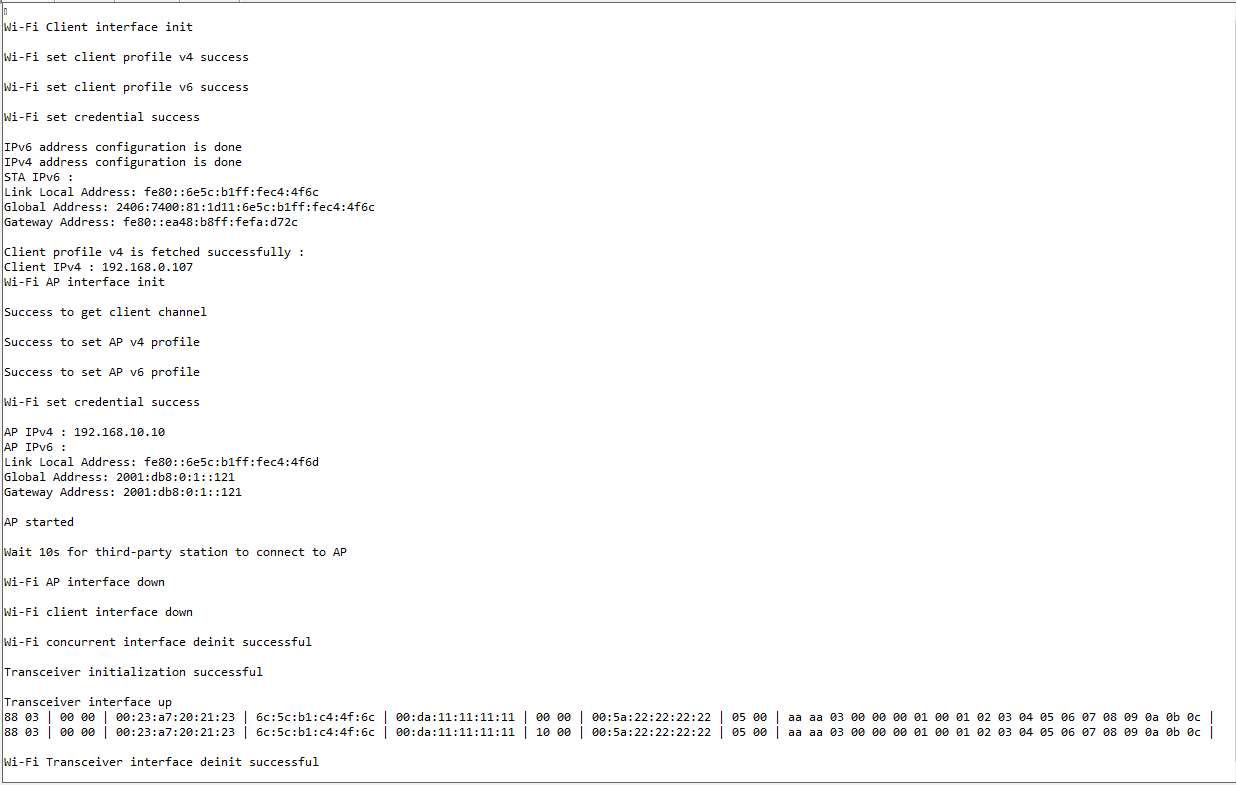 Wi-Fi Client interface init
Wi-Fi set client profile v4 success
Wi-Fi set client profile v6 success
Wi-Fi set credential success
IPv6 address configuration is done
IPv4 address configuration is done
STA IPv6 :
Link Local Address: fe80::6e5c:b1ff:fec4:4f6c
Global Address: 2406:7400:81:1d11:6e5c:b1ff:fec4:4f6c
Gateway Address: fe80::ea48:b8ff:fefa:d72c
Client profile v4 is fetched successfully :
Client IPv4 : 192.168.0.107
Wi-Fi AP interface init
Success to get client channel
Success to set AP v4 profile
Success to set AP v6 profile
Wi-Fi set credential success
AP IPv4 : 192.168.10.10
AP IPv6 :
Link Local Address: fe80::6e5c:b1ff:fec4:4f6d
Global Address: 2001:db8:0:1::121
Gateway Address: 2001:db8:0:1::121
AP started
Wait 10s for third-party station to connect to AP
Wi-Fi AP interface down
Wi-Fi client interface down
Wi-Fi concurrent interface deinit successful
Transceiver initialization successful
Transceiver interface up
88 03 | 00 00 | 00:23:a7:20:21:23 | 6c:5c:b1:c4:4f:6c | 00:da:11:11:11:11 | 00 00 | 00:5a:22:22:22:22 | 05 00 | aa aa 03 00 00 00 01 00 01 02 03 04 05 06 07 08 09 0a 0b 0c |
88 03 | 00 00 | 00:23:a7:20:21:23 | 6c:5c:b1:c4:4f:6c | 00:da:11:11:11:11 | 10 00 | 00:5a:22:22:22:22 | 05 00 | aa aa 03 00 00 00 01 00 01 02 03 04 05 06 07 08 09 0a 0b 0c |
Wi-Fi Transceiver interface deinit successful